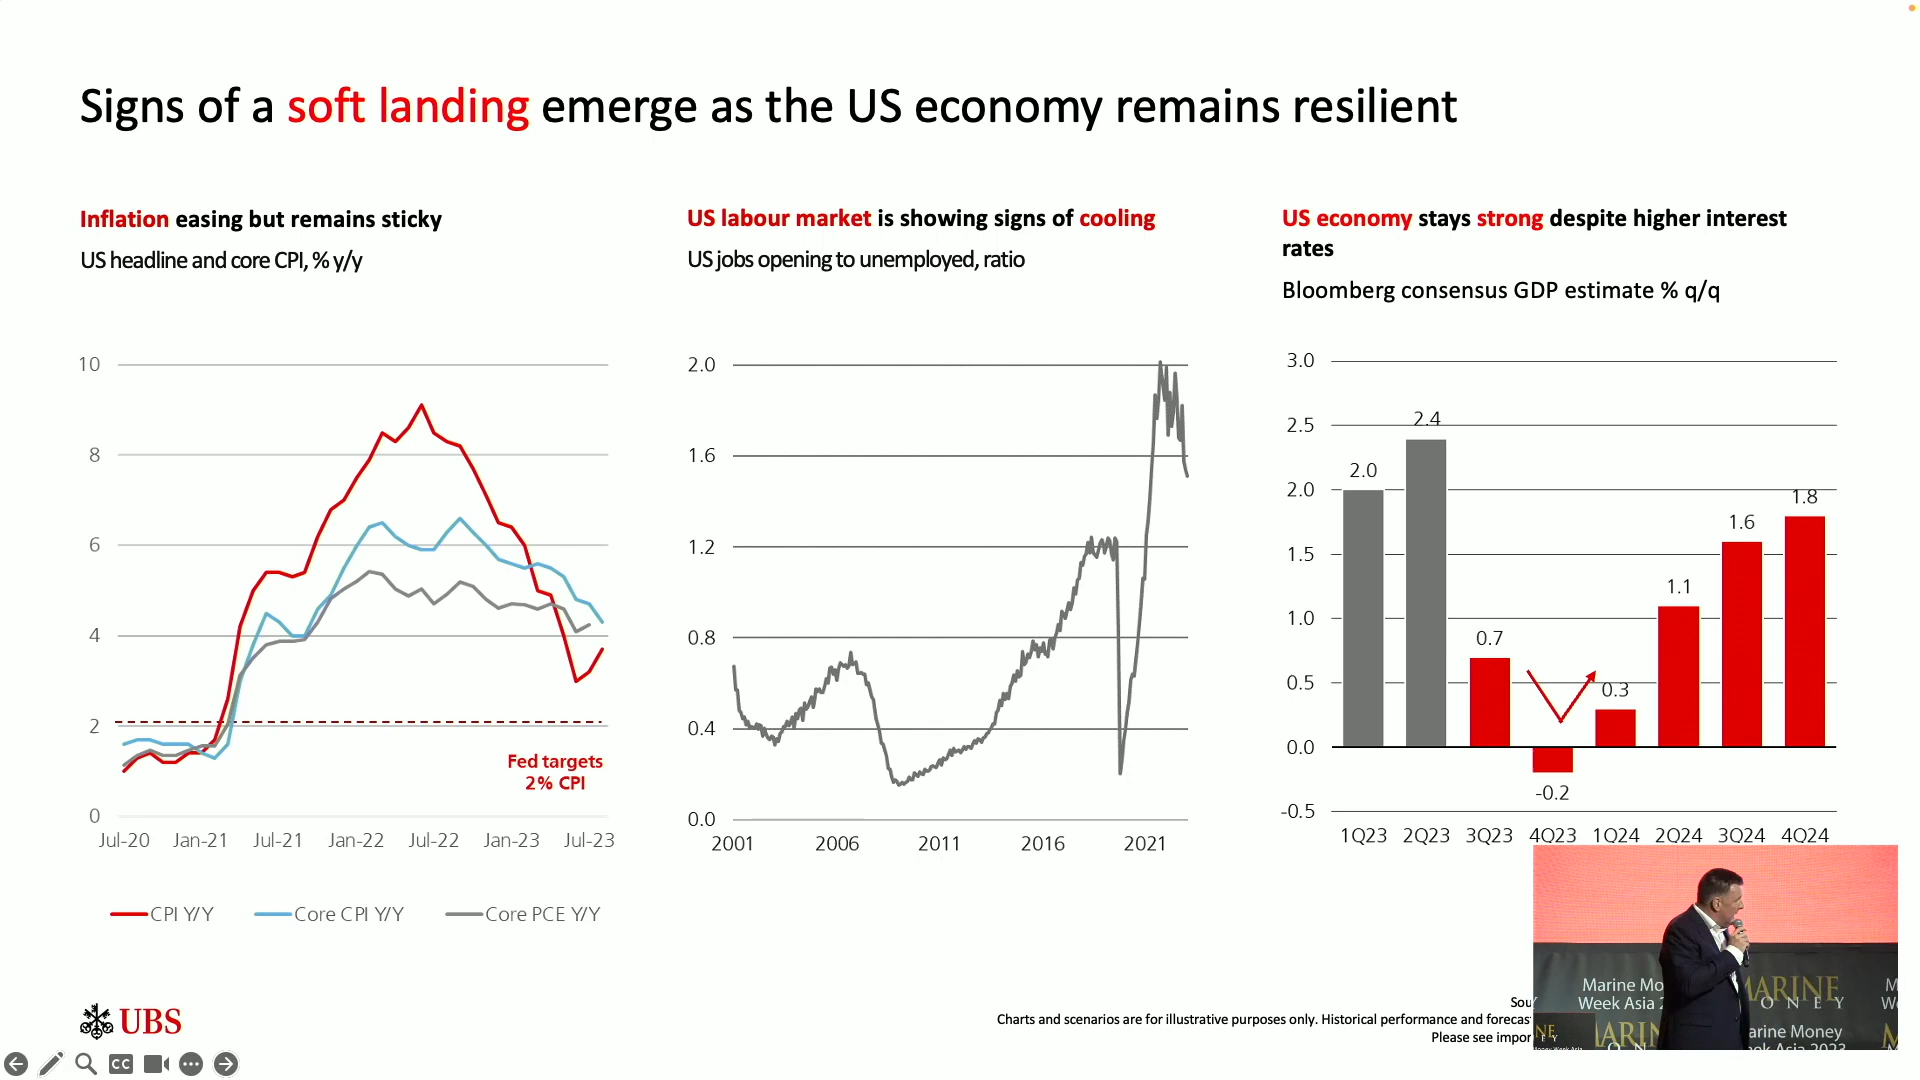 Signs of a soft landing emerge as the US economy remains resilient
Inflation easing but remains sticky
US headline and core CPI, % y/y
10
8
6
4
2
0
Fed targets
2% CPI
Jul-20 Jan-21 Jul-21 Jan-22 Jul-22 Jan-23 Jul-23
CPI Y/Y Core CPI Y/Y Core PCE Y/Y
US labour market is showing signs of cooling
US jobs opening to unemployed, ratio
2.0
1.6
1.2
0.8
0.4
0.0
2001 2006 2011 2016 2021
US economy stays strong despite higher interest
rates
Bloomberg consensus GDP estimate % q/q
3.0
2.5
2.0
1.5
1.0
0.5
0.0
-0.5
2.0
2.4
0.7
-0.2
0.3
1.1
1.6
1.8
1Q23 2Q23 3Q23 4Q23 1Q24 2Q24 3Q24 4Q24
UBS
Charts and scenarios are for illustrative purposes only. Historical performance and
Please see
CC
Marine
Week Asia
MARINE
MONEY
Marine Money
Week Asia 2023